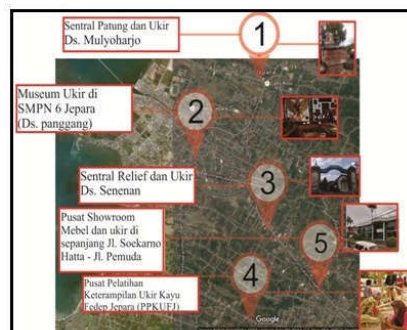 Sentral Patung dan Ukir
Ds. Mulyoharjo
1
Museum Ukir di
SMPN 6 Jepara
(Ds. panggang)
2
Sentral Relief dan Ukir
Ds. Senenan
3
Pusat Showroom
Mebel dan ukir di
sepanjang Jl. Soekarno
Hatta - Jl. Pemuda
5
4
Pusat Pelatihan
Keterampilan Ukir Kayu
Fedep Jepara (PPKUFJ)
Google